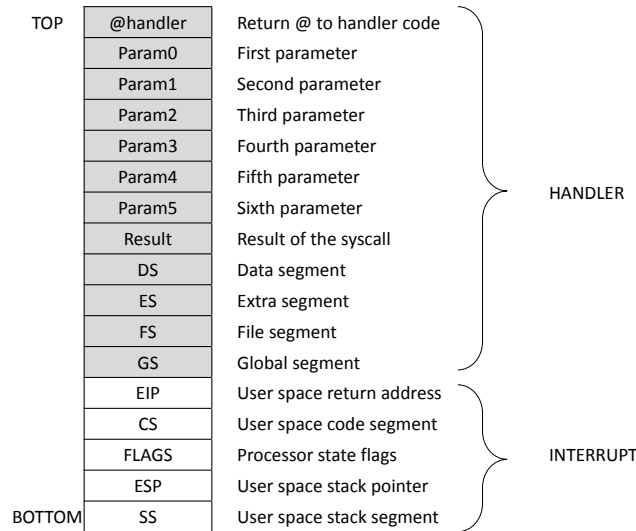 TOP @handler Return @ to handler code
Param0 First parameter
Param1 Second parameter
Param2 Third parameter
Param3 Fourth parameter
Param4 Fifth parameter
Param5 Sixth parameter
HANDLER
Result Result of the syscall
DS Data segment
ES Extra segment
FS File segment
GS Global segment
EIP User space return address
CS User space code segment
FLAGS Processor state flags INTERRUPT
ESP User space stack pointer
BOTTOM SS User space stack segment